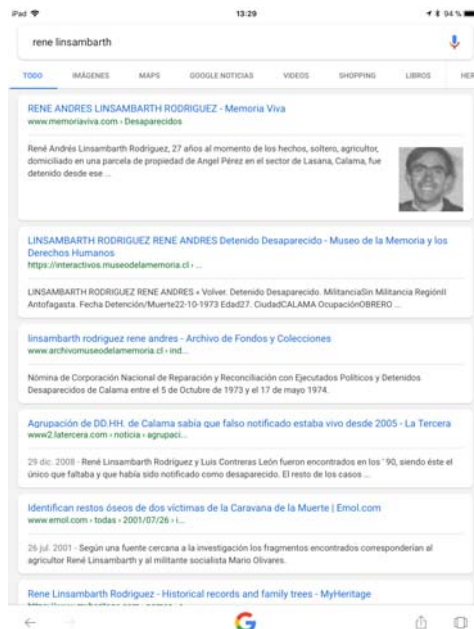 iPad 13:29 94 %
rene linsambarth
TODO IMÁGENES MAPS GOOGLE NOTICIAS VIDEOS SHOPPING LIBROS HER
RENE ANDRES LINSAMBARTH RODRIGUEZ - Memoria Viva
www.memoriaviva.com › Desaparecidos
René Andrés Linsambarth Rodríguez, 27 años al momento de los hechos, soltero, agricultor,
domiciliado en una parcela de propiedad de Angel Pérez en el sector de Lasana, Calama, fue
detenido desde ese ...
LINSAMBARTH RODRIGUEZ RENE ANDRES Detenido Desaparecido - Museo de la Memoria y los
Derechos Humanos
https://interactivos.museodelamemoria.cl › ...
LINSAMBARTH RODRIGUEZ RENE ANDRES « Volver. Detenido Desaparecido. MilitanciaSin Militancia RegiónII
Antofagasta. Fecha Detención/Muerte22-10-1973 Edad27. CiudadCALAMA OcupaciónOBRERO ...
linsambarth rodriguez rene andres - Archivo de Fondos y Colecciones
www.archivomuseodelamemoria.cl › ind...
Nómina de Corporación Nacional de Reparación y Reconciliación con Ejecutados Políticos y Detenidos
Desaparecidos de Calama entre el 5 de Octubre de 1973 y el 17 de mayo 1974.
Agrupación de DD.HH. de Calama sabía que falso notificado estaba vivo desde 2005 - La Tercera
www2.latercera.com › noticia › agrupaci...
29 dic. 2008 - René Linsambarth Rodríguez y Luis Contreras León fueron encontrados en los ' 90, siendo éste el
único que faltaba y que había sido notificado como desaparecido. El resto de los casos ...
Identifican restos óseos de dos víctimas de la Caravana de la Muerte | Emol.com
www.emol.com › todas › 2001/07/26 › i...
26 jul. 2001 - Según una fuente cercana a la investigación los fragmentos encontrados corresponderían al
agricultor René Linsambarth y al militante socialista Mario Olivares.
Rene Linsambarth Rodriguez - Historical records and family trees - MyHeritage